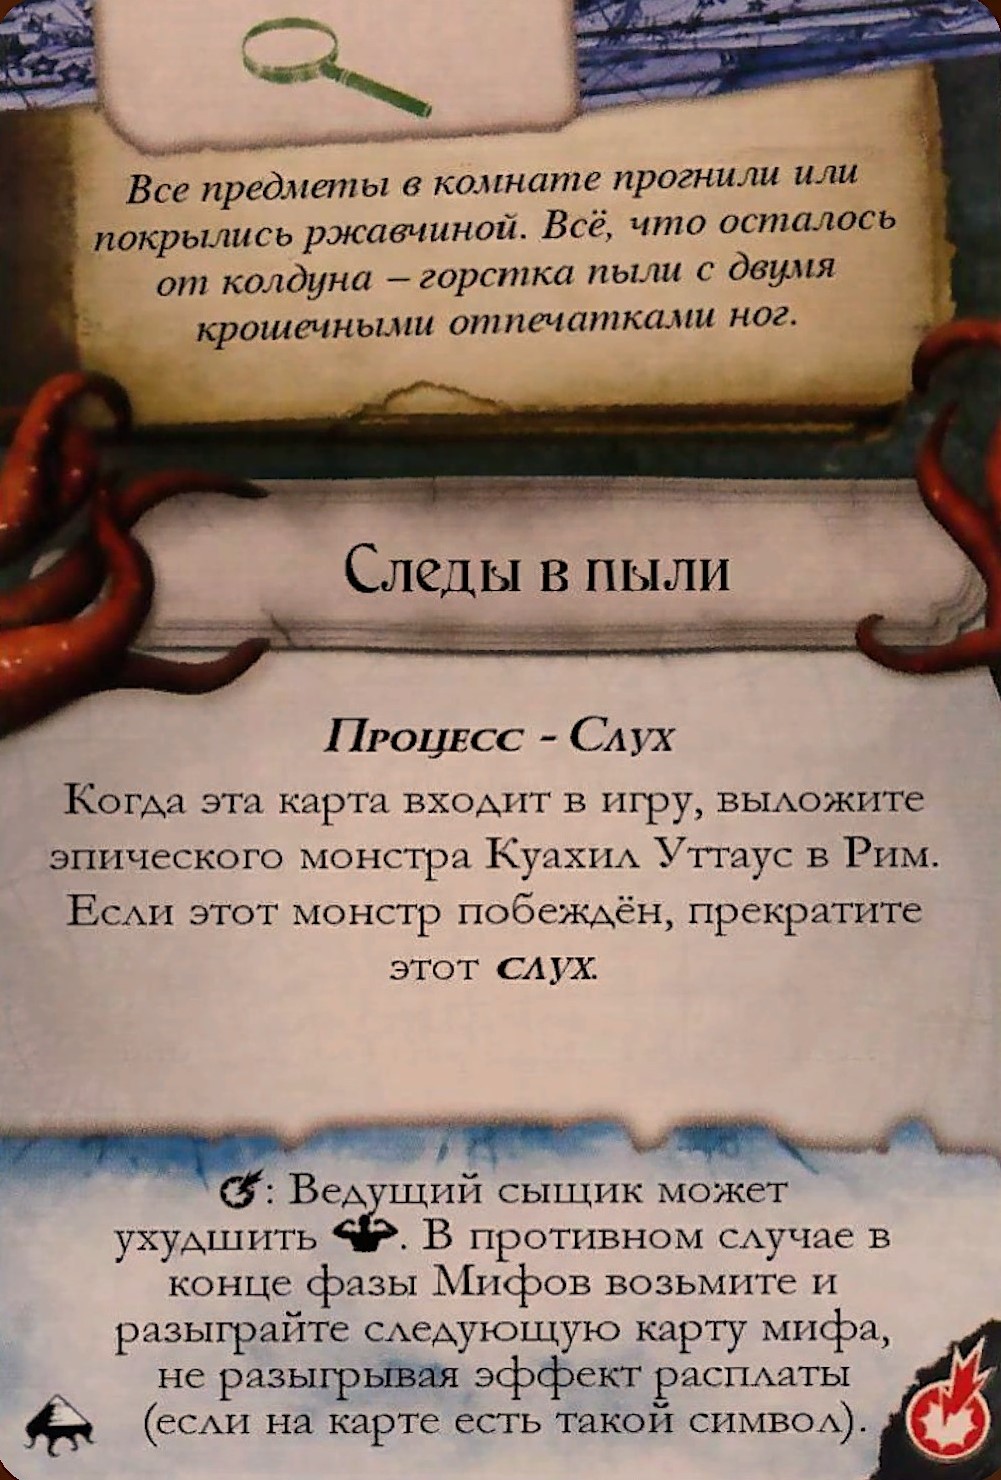 Все предметы в комнате прогнили или
покрылись ржавчиной. Всё, что осталось
от колдуна – горстка пыли с двумя
крошечными отпечатками ног.
Следы в пыли
Процесс - Слух
Когда эта карта входит в игру, выложите
эпического монстра Куахил Уттаус в Рим.
Если этот монстр побеждён, прекратите
этот слух.
: Ведущий сыщик может
ухудшить . В противном случае в
конце фазы Мифов возьмите и
разыграйте следующую карту мифа,
не разыгрывая эффект расплаты
(если на карте есть такой символ).